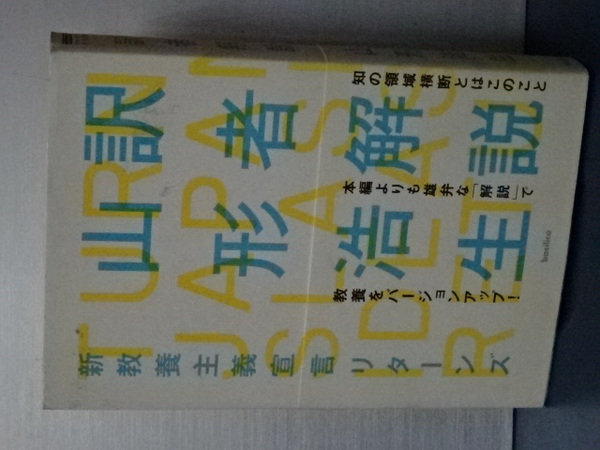 訳者解説
山形浩生
新教養主義宣言リターンズ
知の領域横断とはこのこと
本編よりも雄弁な「解説」で
教養をバージョンアップ!
basilico